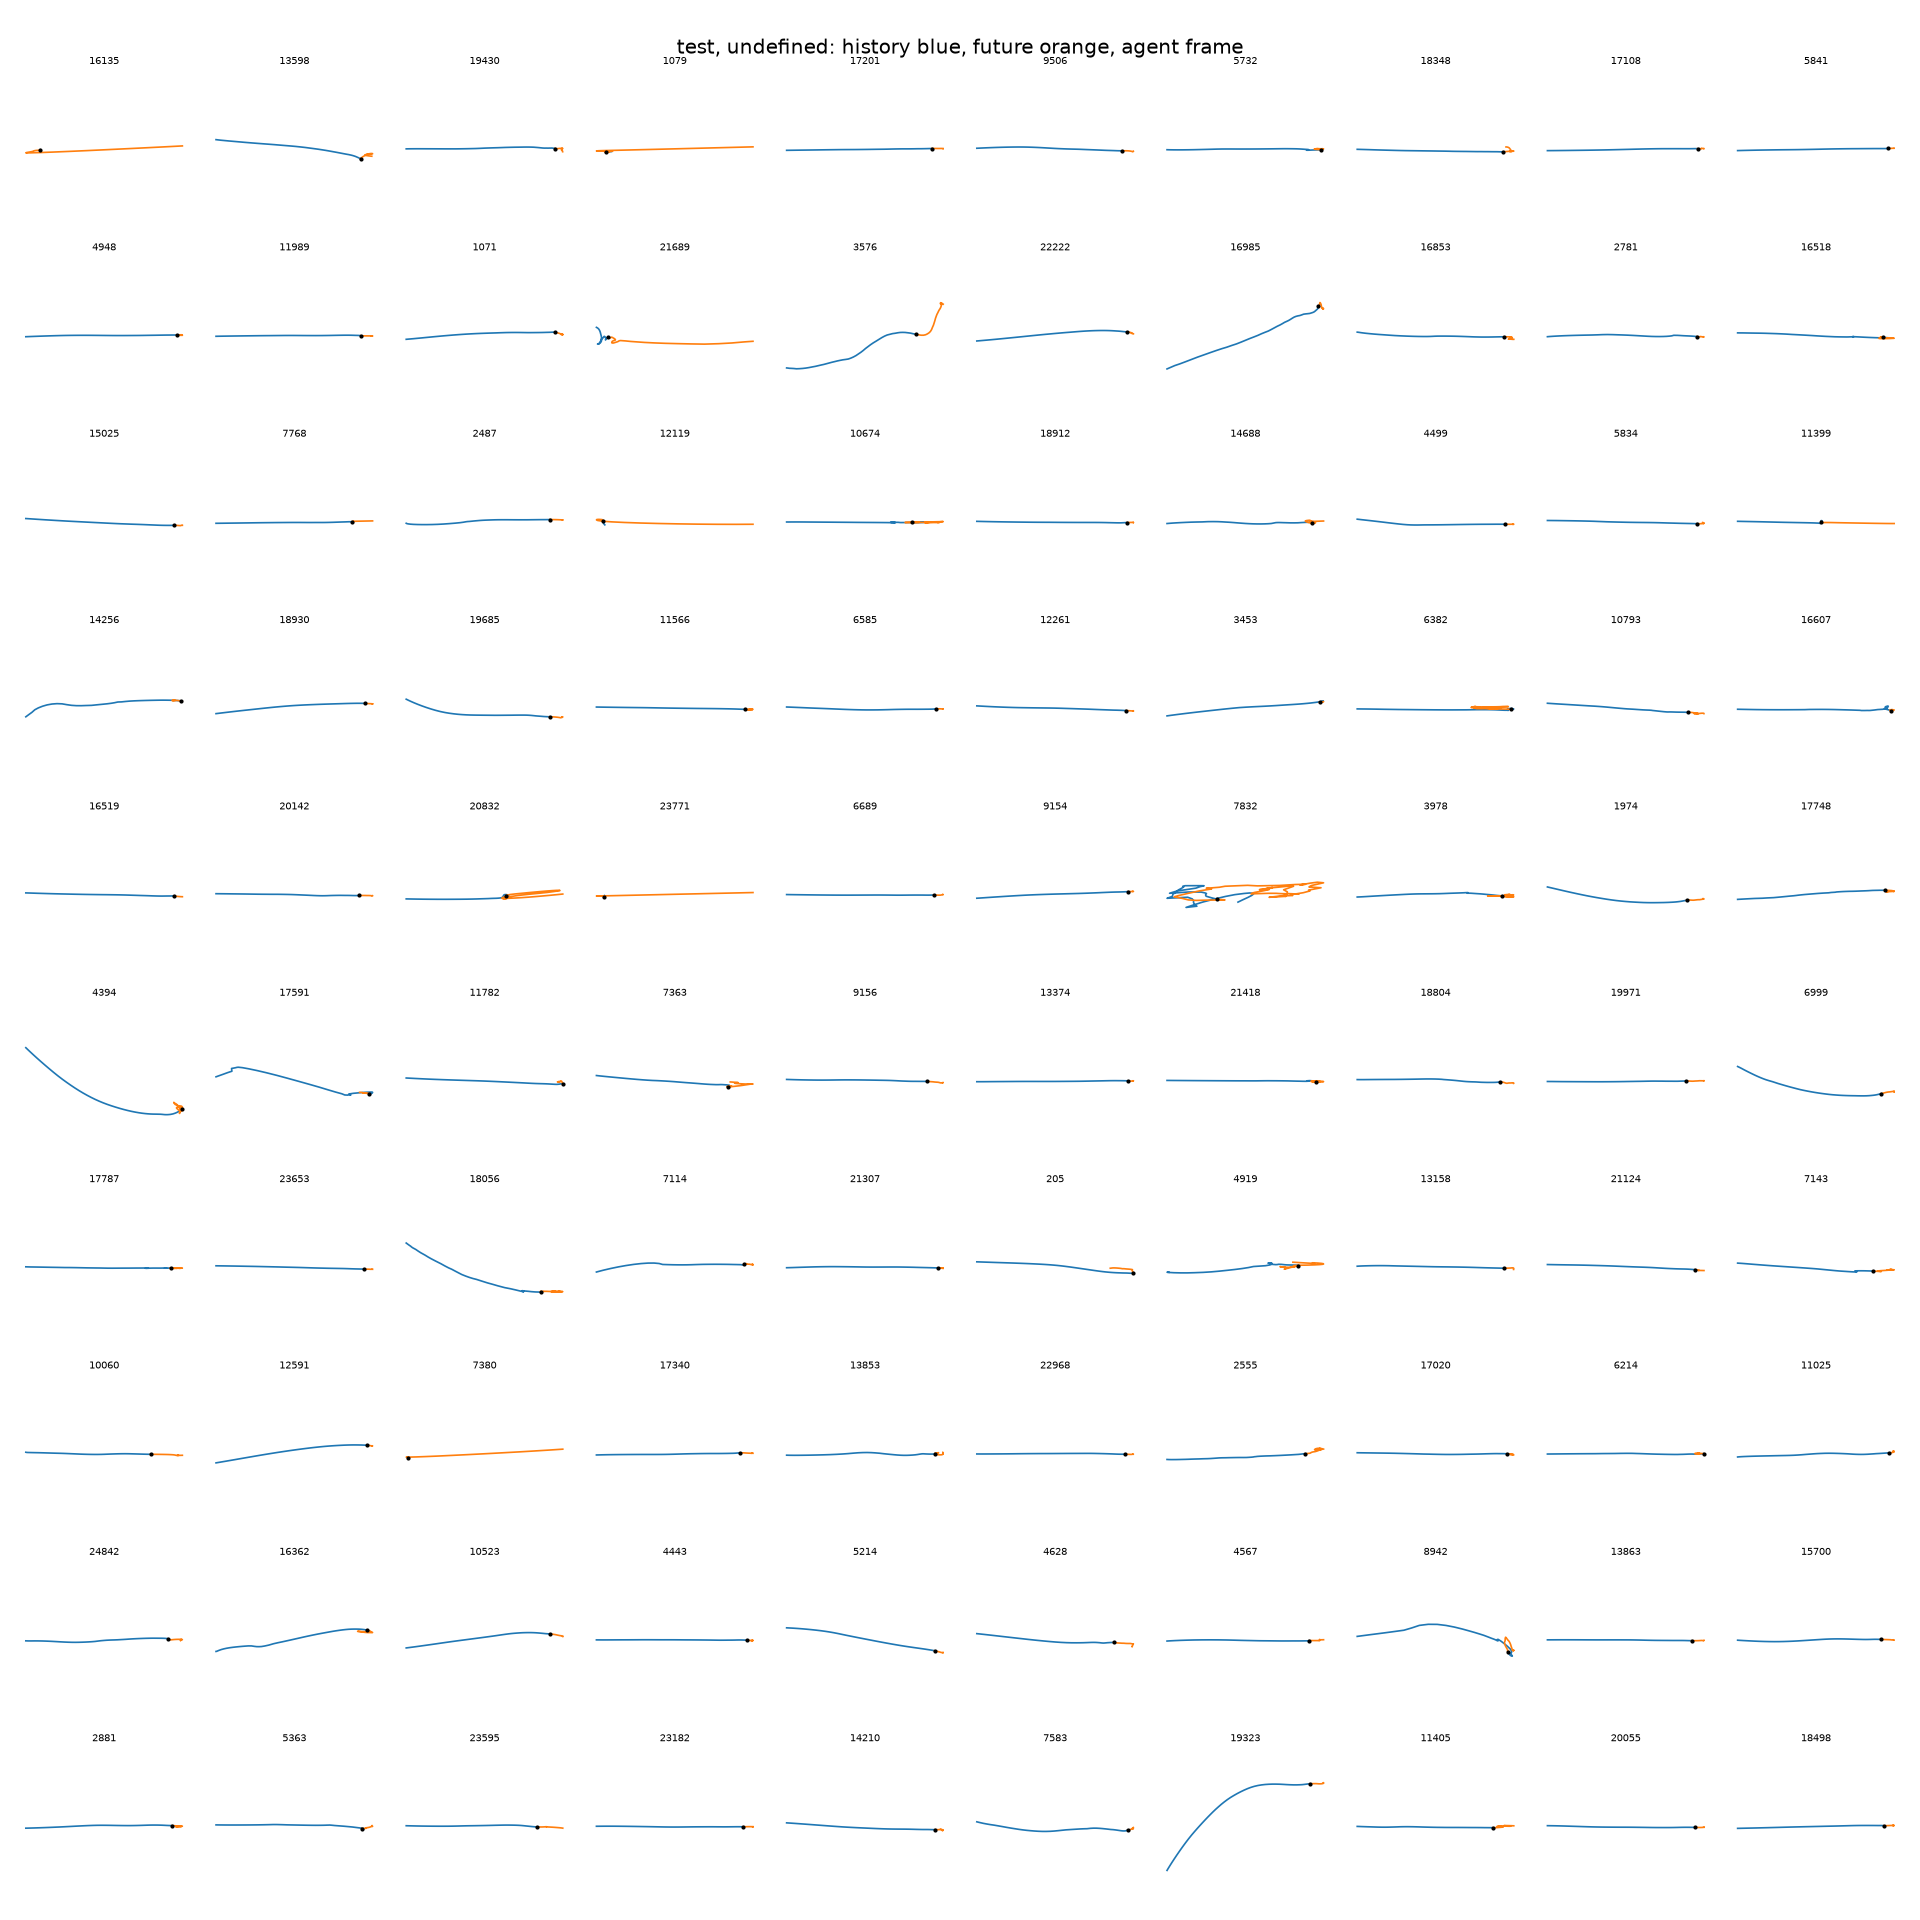 test, undefined: history blue, future orange, agent frame
16135 13598 19430 1079 17201 9506 5732 18348 17108 5841
4948 11989 1071 21689 3576 22222 16985 16853 2781 16518
15025 7768 2487 12119 10674 18912 14688 4499 5834 11399
14256 18930 19685 11566 6585 12261 3453 6382 10793 16607
16519 20142 20832 23771 6689 9154 7832 3978 1974 17748
4394 17591 11782 7363 9156 13374 21418 18804 19971 6999
17787 23653 18056 7114 21307 205 4919 13158 21124 7143
10060 12591 7380 17340 13853 22968 2555 17020 6214 11025
24842 16362 10523 4443 5214 4628 4567 8942 13863 15700
2881 5363 23595 23182 14210 7583 19323 11405 20055 18498